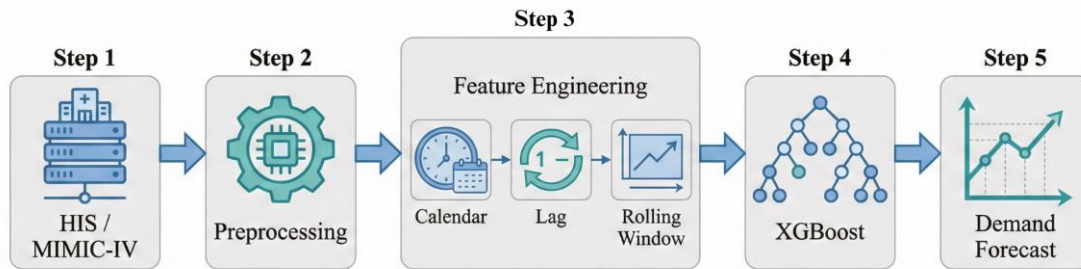 Step 1
HIS /
MIMIC-IV
Step 2
Preprocessing
Step 3
Feature Engineering
Calendar
1 -
Lag
Rolling
Window
Step 4
XGBoost
Step 5
Demand
Forecast